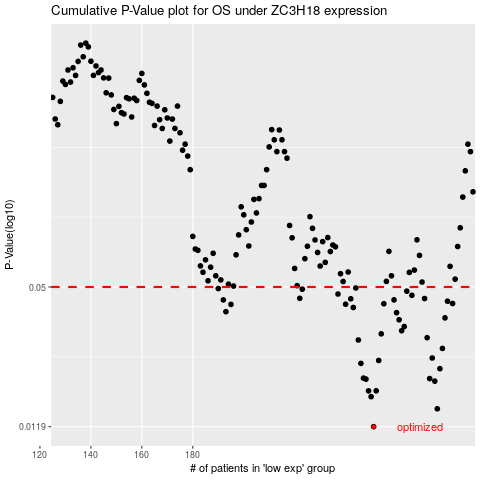 Cumulative P-Value plot for OS under ZC3H18 expression
P-Value(log10)
0.05
0.0119
optimized
120 140 160 180
# of patients in 'low exp' group